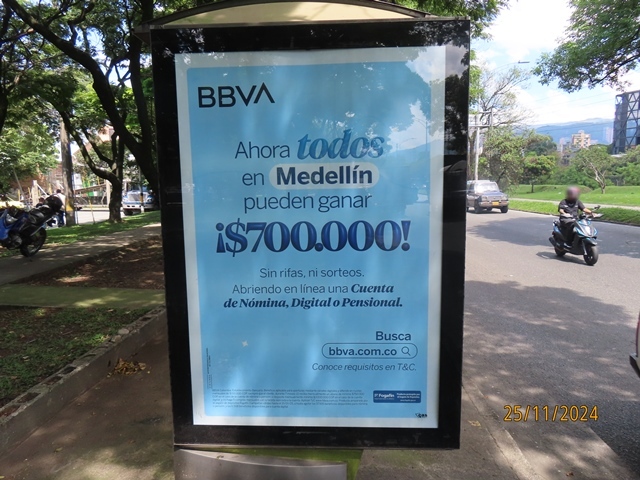 BBVA
Ahora todos
en Medellín
pueden ganar
¡$700.000!
Sin rifas, ni sorteos.
Abriendo en línea una Cuenta
de Nómina, Digital o Pensional.
Busca
bbva.com.co
Conoce requisitos en T&C.
Fogafín
25/11/2024